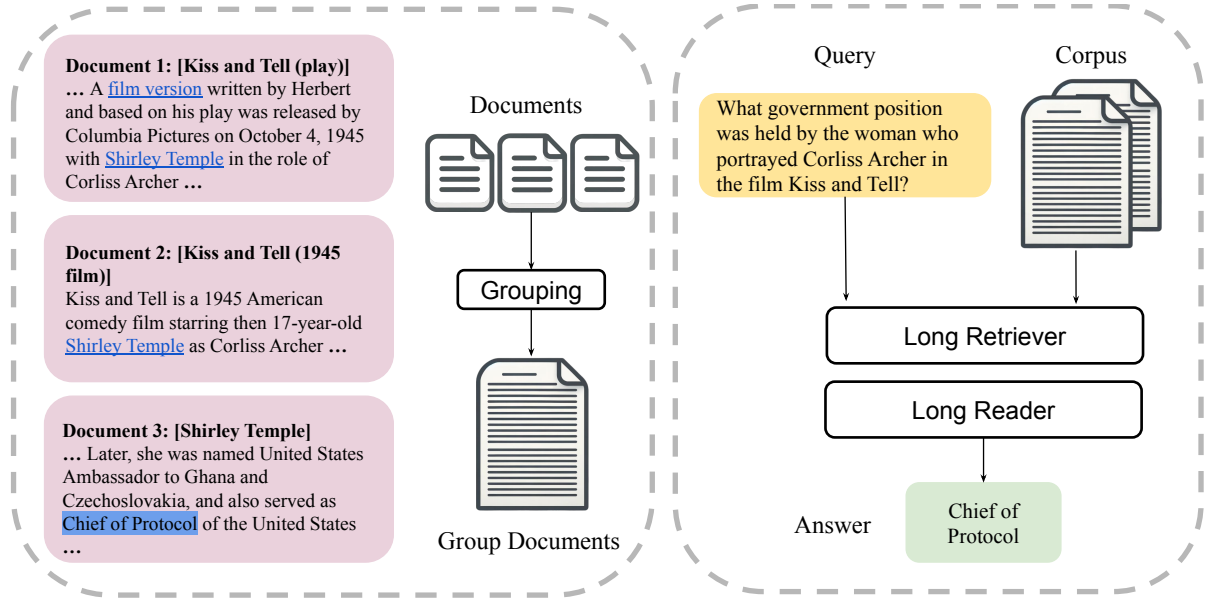 Document 1: [Kiss and Tell (play)]
... A film version written by Herbert
and based on his play was released by
Columbia Pictures on October 4, 1945
with Shirley Temple in the role of
Corliss Archer ...
Document 2: [Kiss and Tell (1945
film)]
Kiss and Tell is a 1945 American
comedy film starring then 17-year-old
Shirley Temple as Corliss Archer ...
Document 3: [Shirley Temple]
... Later, she was named United States
Ambassador to Ghana and
Czechoslovakia, and also served as
Chief of Protocol of the United States
...
Documents
Grouping
Group Documents
Query
What government position
was held by the woman who
portrayed Corliss Archer in
the film Kiss and Tell?
Corpus
Long Retriever
Long Reader
Answer
Chief of
Protocol